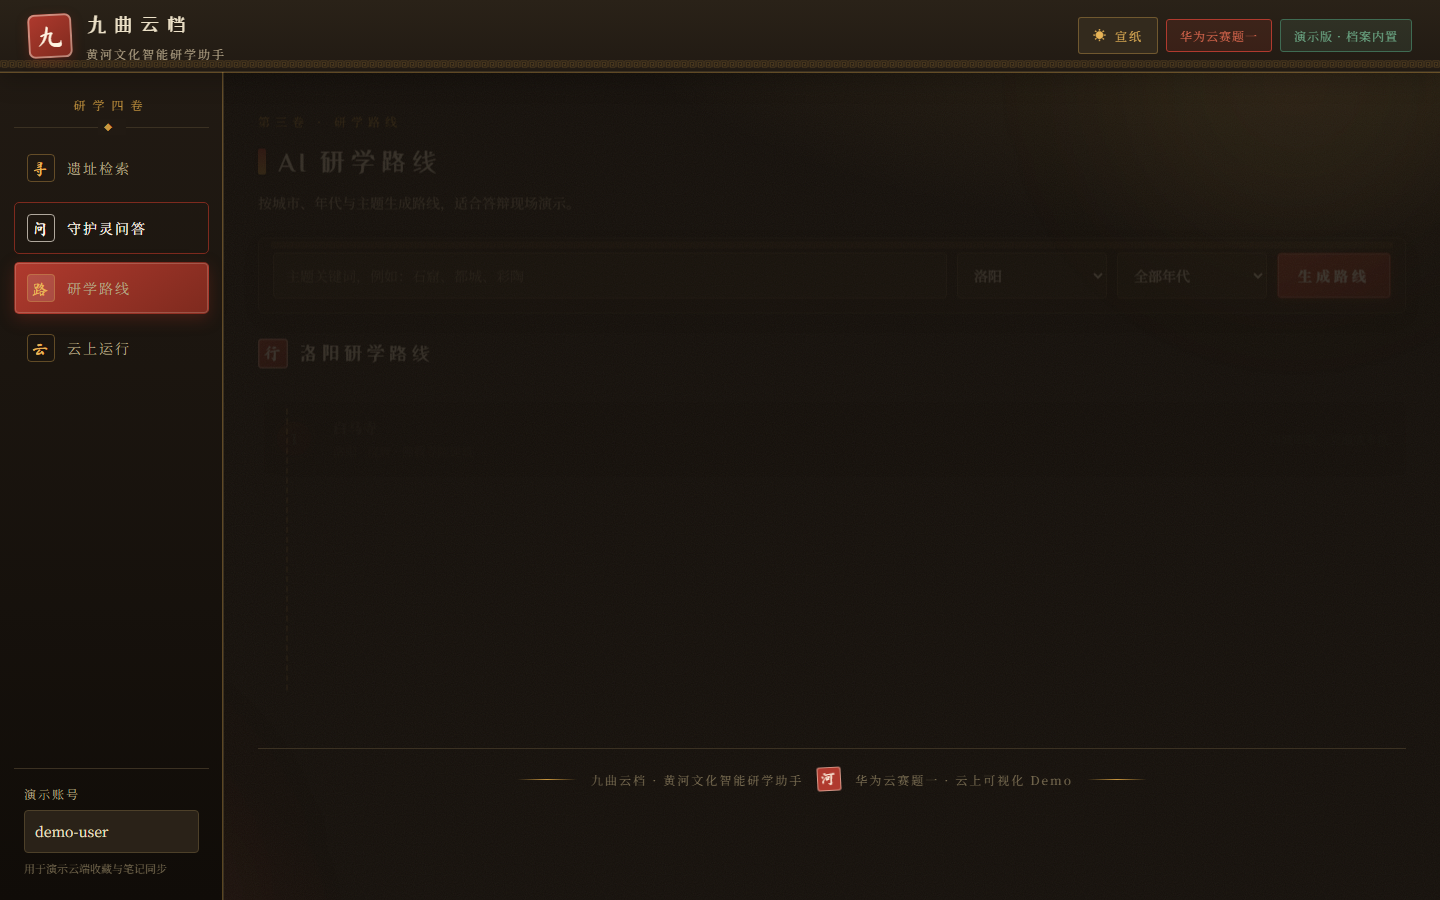 九
九曲云档
黄河文化智能研学助手
宣纸
华为云赛题一
演示版 · 档案内置
研学四卷
寻 遗址检索
问 守护灵问答
路 研学路线
云 云上运行
演示账号
demo-user
用于演示云端收藏与笔记同步
第三卷 · 研学路线
AI 研学路线
按城市、年代与主题生成路线，适合答辩现场演示。
主题关键词，例如：石窟、都城、彩陶
洛阳
全部年代
生成路线
行 洛阳研学路线
白马寺
九曲云档 · 黄河文化智能研学助手 河 华为云赛题一 · 云上可视化 Demo